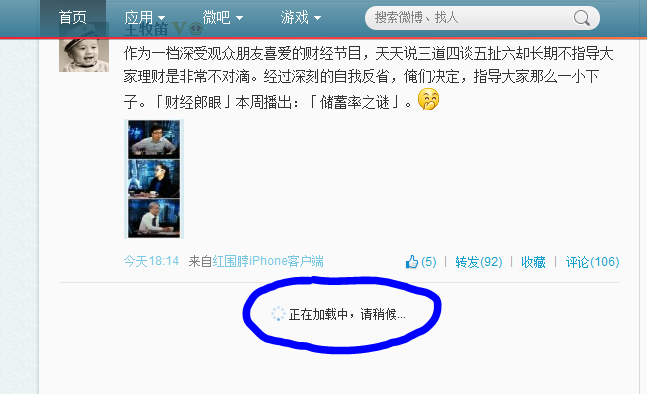 首页 应用 微吧 游戏 搜索微博、找人
王牧笛 V
作为一档深受观众朋友喜爱的财经节目，天天说三道四谈五扯六却长期不指导大
家理财是非常不对滴。经过深刻的自我反省，俺们决定，指导大家那么一小下
子。「财经郎眼」本周播出：「储蓄率之谜」。
今天18:14 来自红围脖iPhone客户端 (5) | 转发(92) | 收藏 | 评论(106)
正在加载中，请稍候...